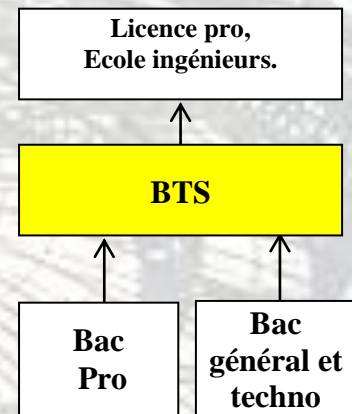 Licence pro,
Ecole ingénieurs.
BTS
Bac
Pro
Bac
général et
techno